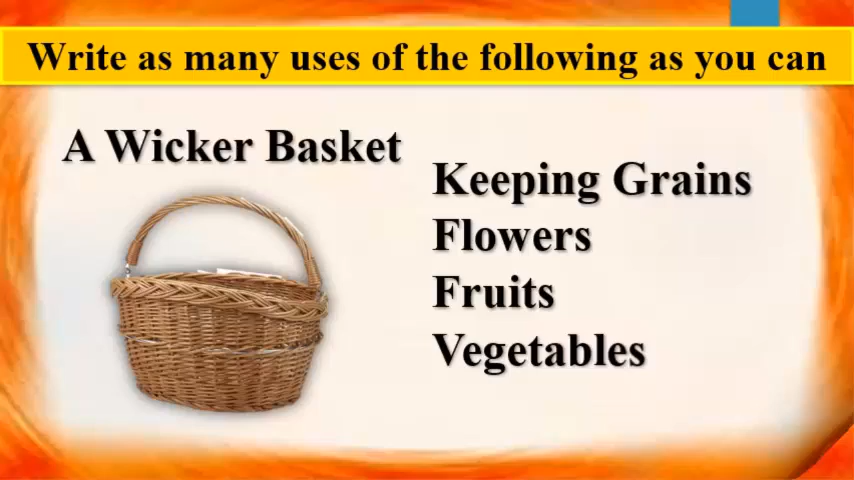 Write as many uses of the following as you can
A Wicker Basket
Keeping Grains
Flowers
Fruits
Vegetables